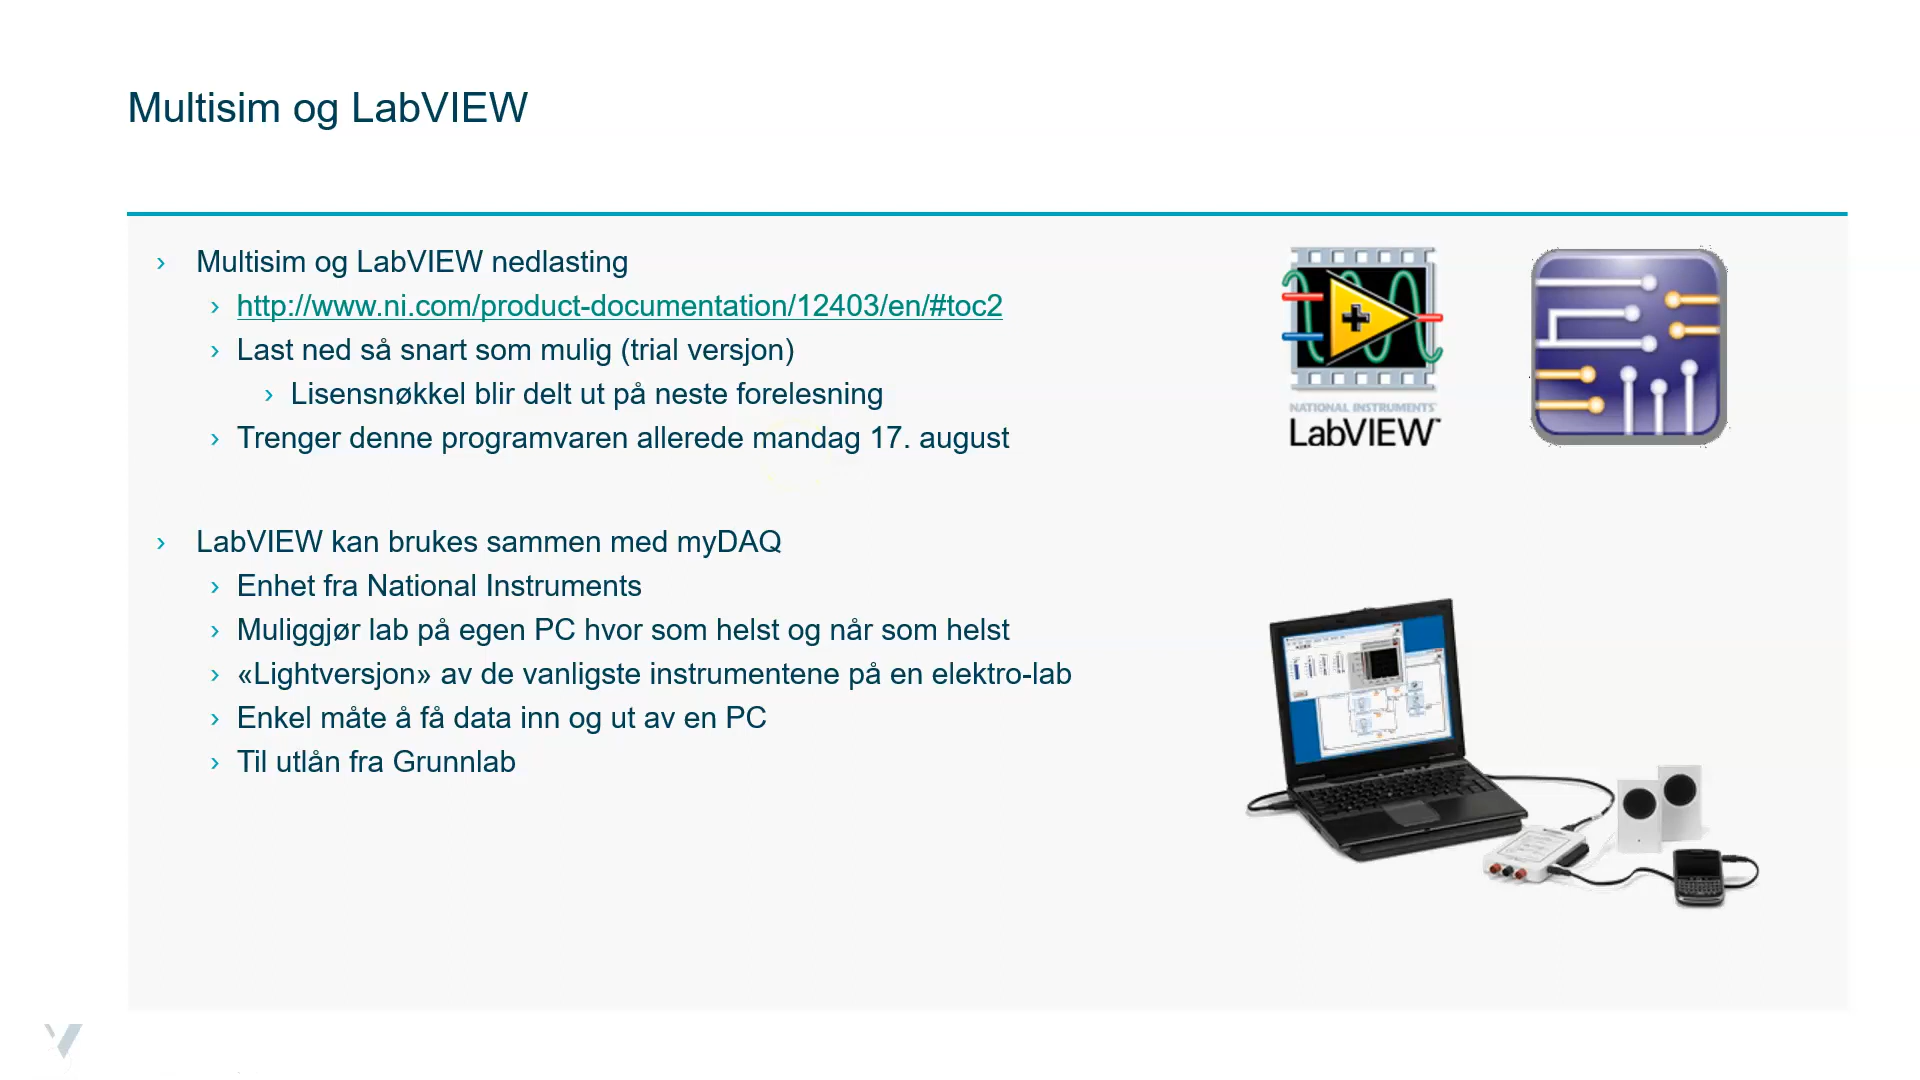 Multisim og LabVIEW
› Multisim og LabVIEW nedlasting
› http://www.ni.com/product-documentation/12403/en/#toc2
› Last ned så snart som mulig (trial versjon)
› Lisensnøkkel blir delt ut på neste forelesning
› Trenger denne programvaren allerede mandag 17. august
› LabVIEW kan brukes sammen med myDAQ
› Enhet fra National Instruments
› Muliggjør lab på egen PC hvor som helst og når som helst
› «Lightversjon» av de vanligste instrumentene på en elektro-lab
› Enkel måte å få data inn og ut av en PC
› Til utlån fra Grunnlab
NATIONAL INSTRUMENTS
LabVIEW™